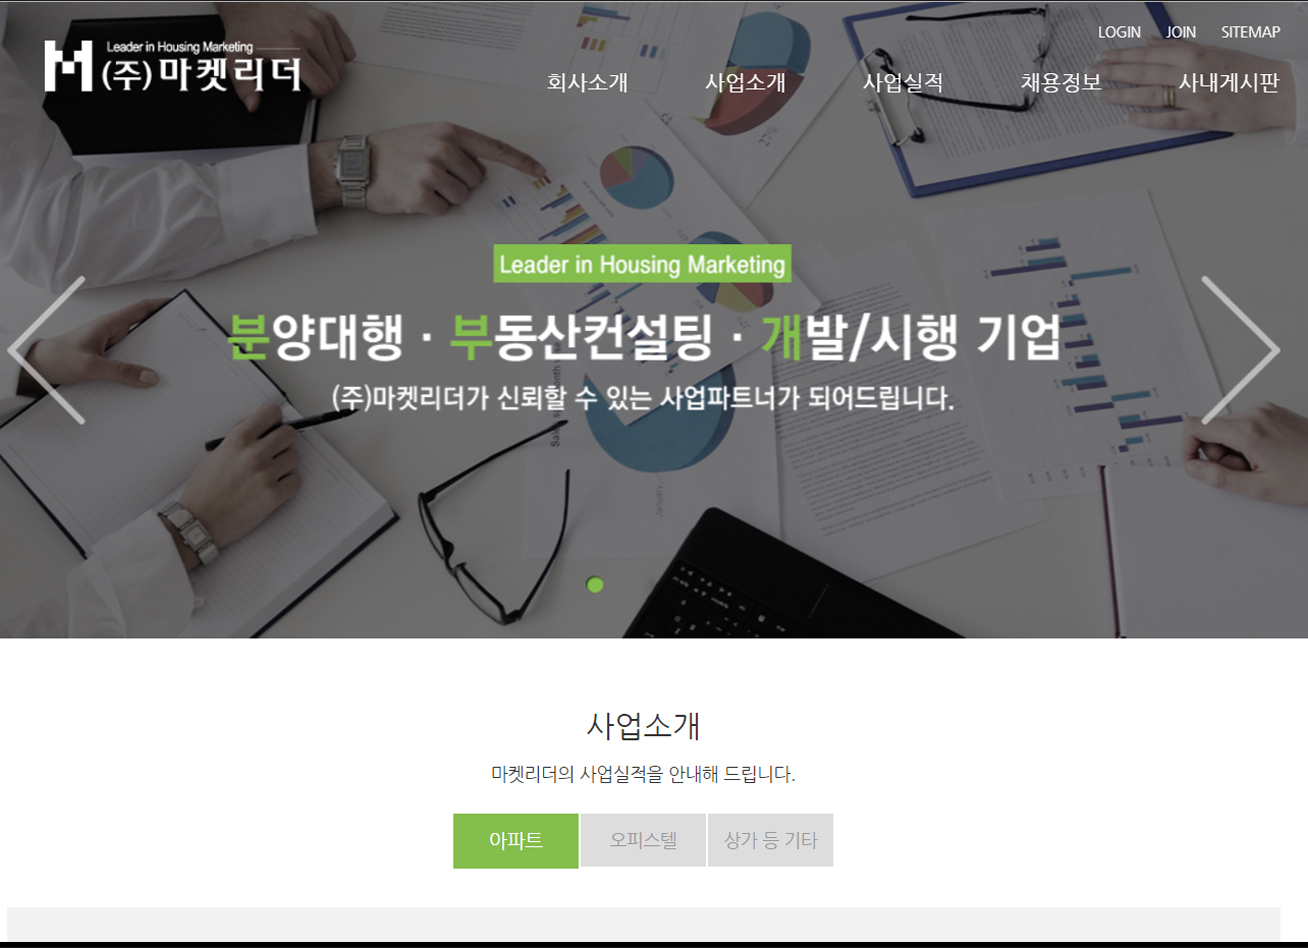 LOGIN JOIN SITEMAP
Leader in Housing Marketing
(주)마켓리더
회사소개 사업소개 사업실적 채용정보 사내게시판
Leader in Housing Marketing
분양대행 · 부동산컨설팅 · 개발/시행 기업
(주)마켓리더가 신뢰할 수 있는 사업파트너가 되어드립니다.
사업소개
마켓리더의 사업실적을 안내해 드립니다.
아파트 오피스텔 상가 등 기타